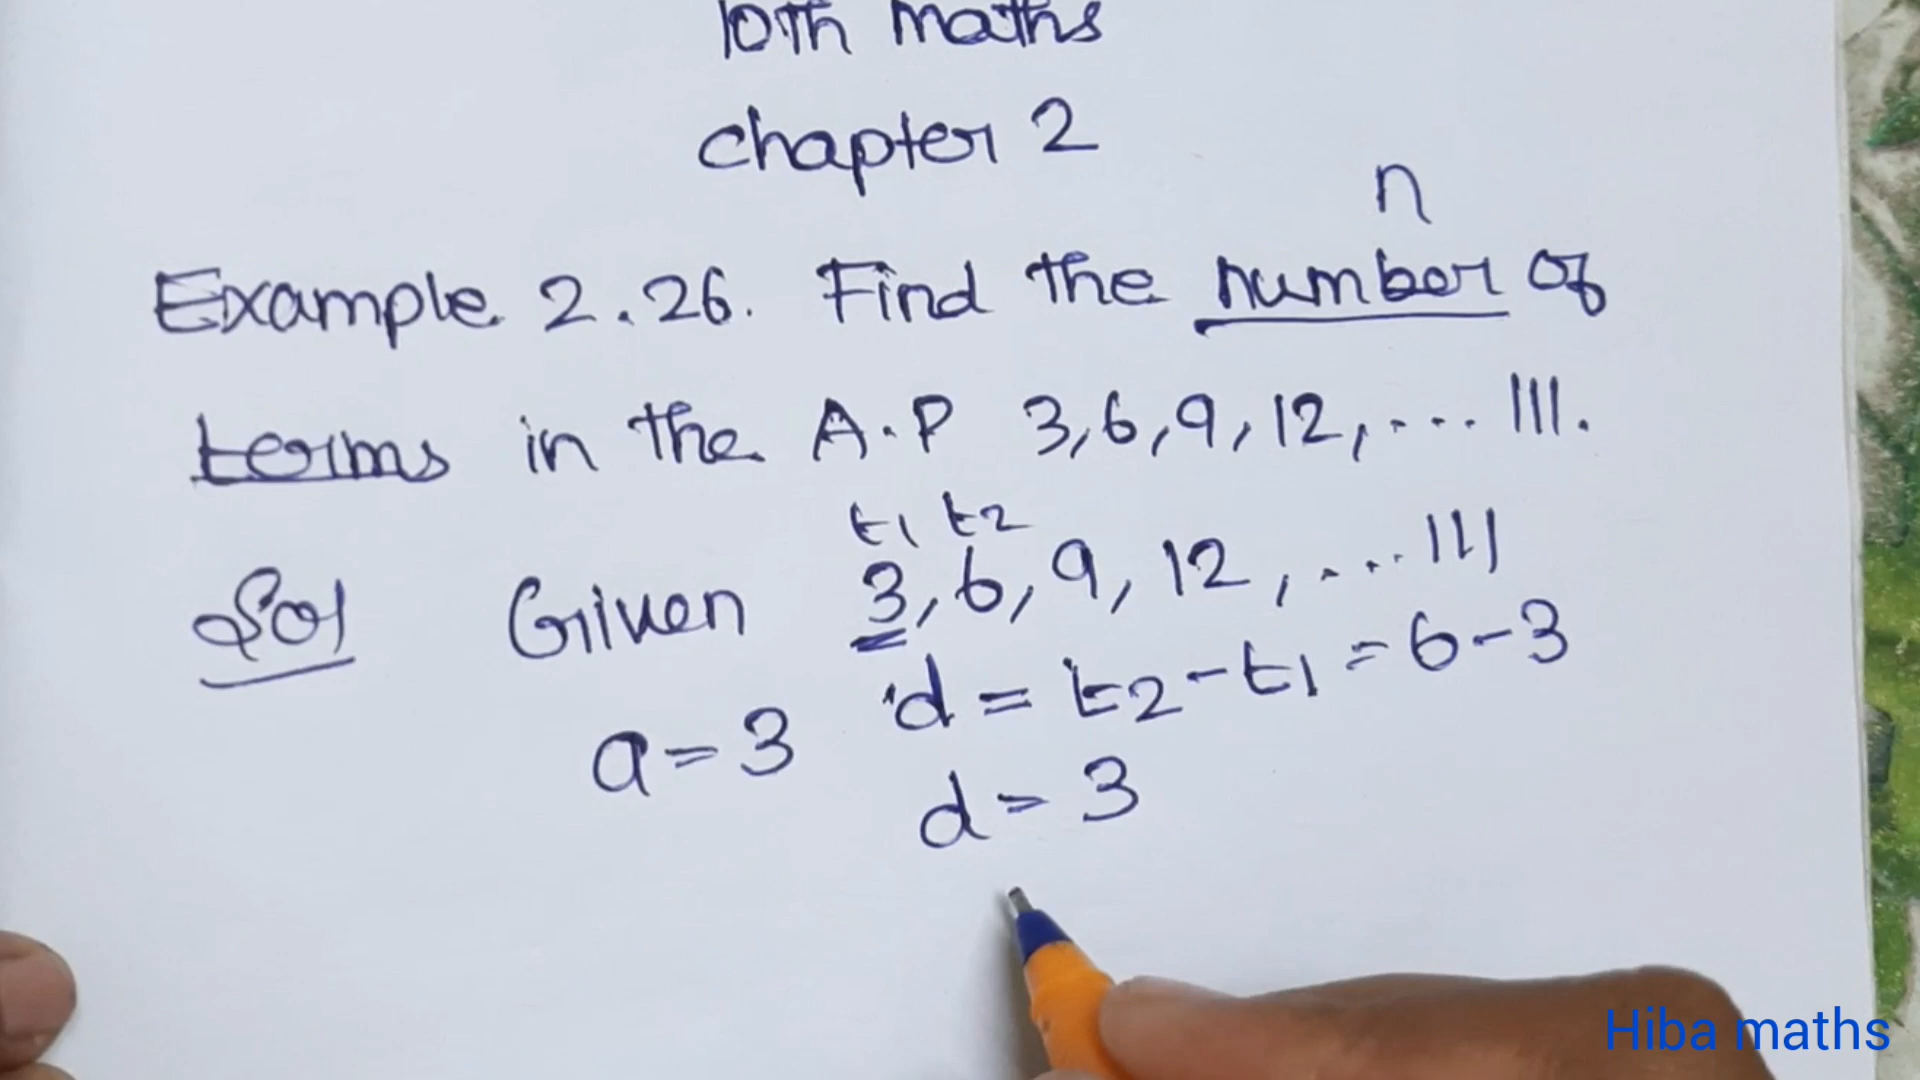 10th maths
chapter 2
n
Example 2.26. Find the number of
terms in the A.P 3,6,9,12,... 111.
t1 t2
Sol Given 3,6,9,12,...111
a=3 d = t2-t1 = 6-3
d = 3
Hiba maths